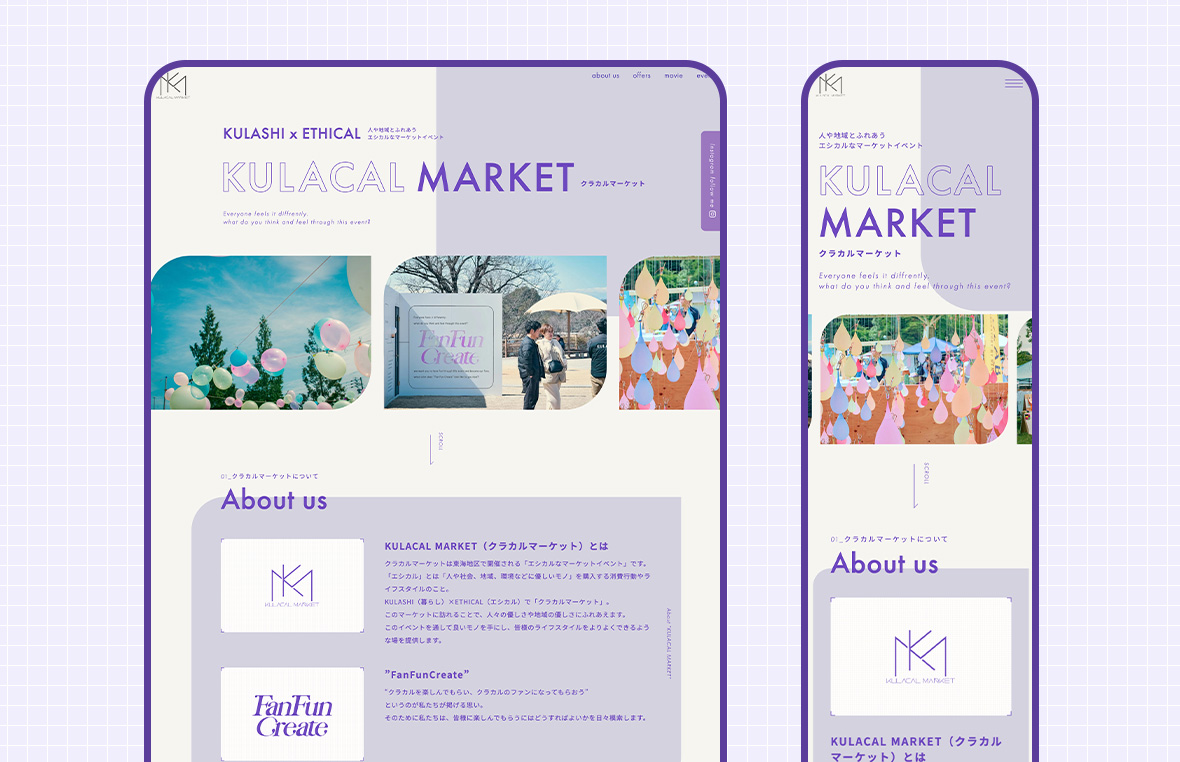 KULACAL MARKET
about us
offers
movie
eve
KULASHI x ETHICAL
人や地域とふれあう
エシカルなマーケットイベント
KULACAL MARKET クラカルマーケット
Everyone feels it diffrently.
what do you think and feel through this event?
instagram follow me
FanFun
Create
SCROLL
01_クラカルマーケットについて
About us
KULACAL MARKET
KULACAL MARKET（クラカルマーケット）とは
クラカルマーケットは東海地区で開催される「エシカルなマーケットイベント」です。
「エシカル」とは「人や社会、地域、環境などに優しいモノ」を購入する消費行動やラ
イフスタイルのこと。
KULASHI（暮らし）×ETHICAL（エシカル）で「クラカルマーケット」。
このマーケットに訪れることで、人々の優しさや地域の優しさにふれあえます。
このイベントを通して良いモノを手にし、皆様のライフスタイルをよりよくできるよう
な場を提供します。
About KULACAL MARKET
FanFun
Create
”FanFunCreate”
“クラカルを楽しんでもらい、クラカルのファンになってもらおう”
というのが私たちが掲げる思い。
そのために私たちは、皆様に楽しんでもらうにはどうすればよいかを日々模索します。
KULACAL MARKET
人や地域とふれあう
エシカルなマーケットイベント
KULACAL
MARKET
クラカルマーケット
Everyone feels it diffrently.
what do you think and feel through this event?
SCROLL
01_クラカルマーケットについて
About us
KULACAL MARKET
KULACAL MARKET（クラカル
マーケット）とは